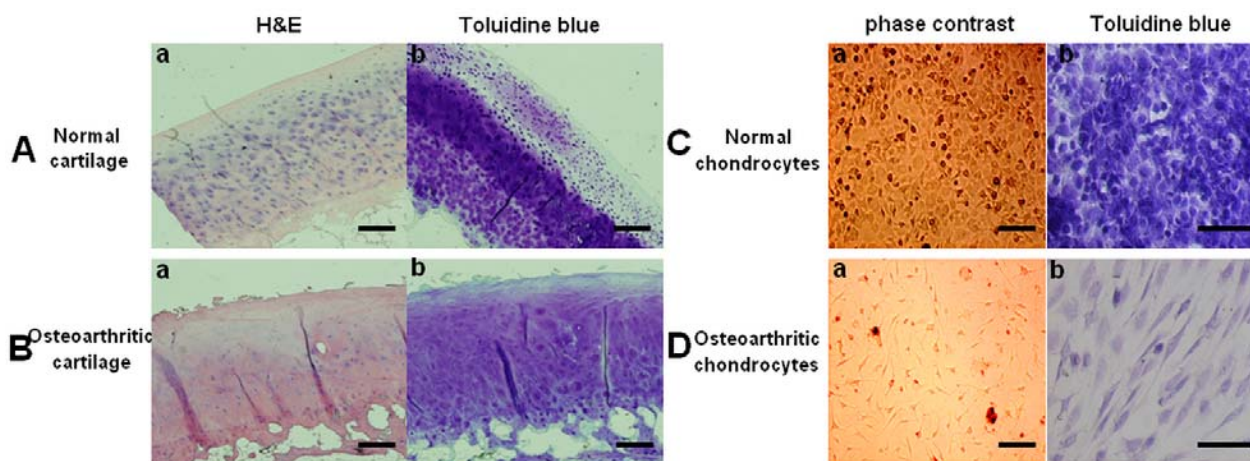 H&E
Toluidine blue
phase contrast
Toluidine blue
A
Normal
cartilage
a
b
C
Normal
chondrocytes
a
b
B
Osteoarthritic
cartilage
a
b
D
Osteoarthritic
chondrocytes
a
b